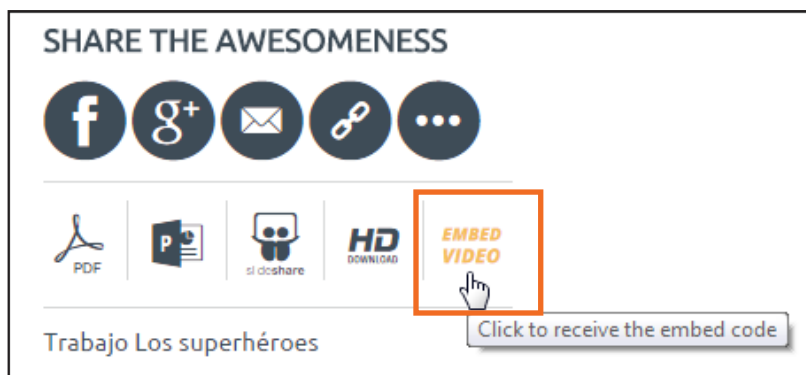 SHARE THE AWESOMENESS
f g+
PDF
P
slideshare
HD
DOWNLOAD
EMBED
VIDEO
Click to receive the embed code
Trabajo Los superhéroes